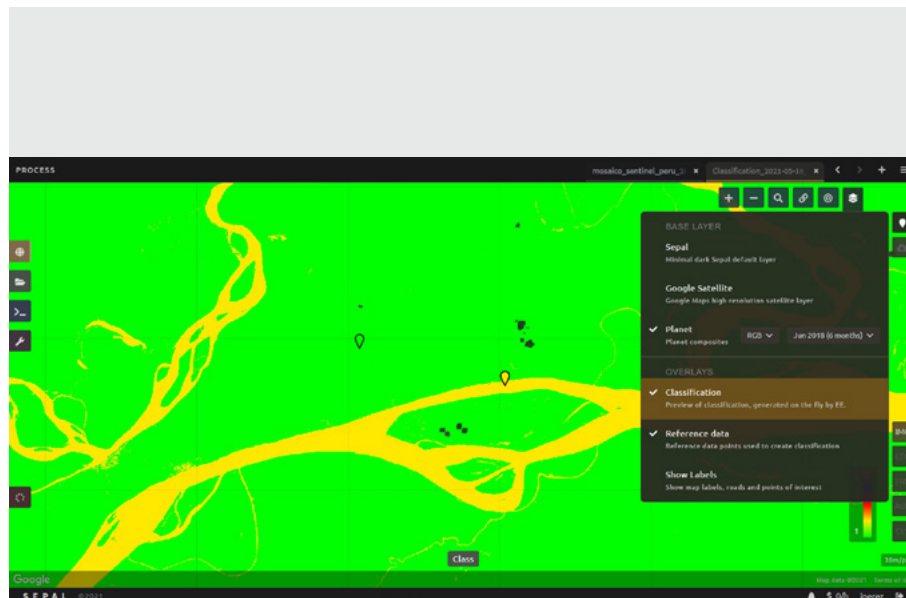 PROCESS
mosaico_sentinel_peru_2
Classification_2021-05-11_
BASE LAYER
Sepal
Minimal dark Sepal default layer
Google Satellite
Google Maps high resolution satellite layer
Planet
Planet composites
RGB
Jun 2018 (6 months)
OVERLAYS
Classification
Preview of classification, generated on the fly by EE.
Reference data
Reference data points used to create classification
Show Labels
Show map labels, roads and points of interest
1
Class
Google
Map data ©2021
SEPAL ©2021